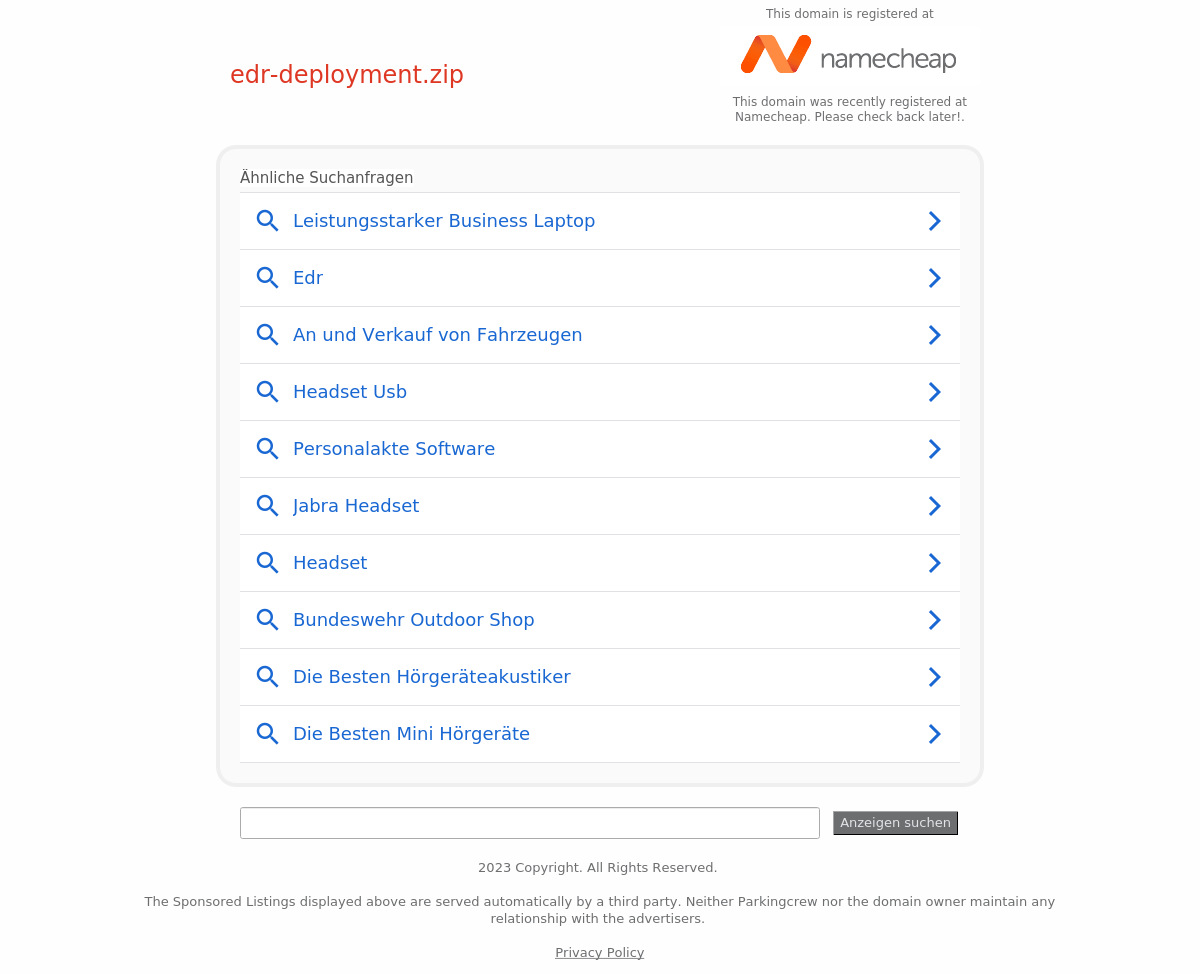 This domain is registered at
namecheap
edr-deployment.zip
This domain was recently registered at
Namecheap. Please check back later!.
Ähnliche Suchanfragen
Leistungsstarker Business Laptop
Edr
An und Verkauf von Fahrzeugen
Headset Usb
Personalakte Software
Jabra Headset
Headset
Bundeswehr Outdoor Shop
Die Besten Hörgeräteakustiker
Die Besten Mini Hörgeräte
Anzeigen suchen
2023 Copyright. All Rights Reserved.
The Sponsored Listings displayed above are served automatically by a third party. Neither Parkingcrew nor the domain owner maintain any
relationship with the advertisers.
Privacy Policy